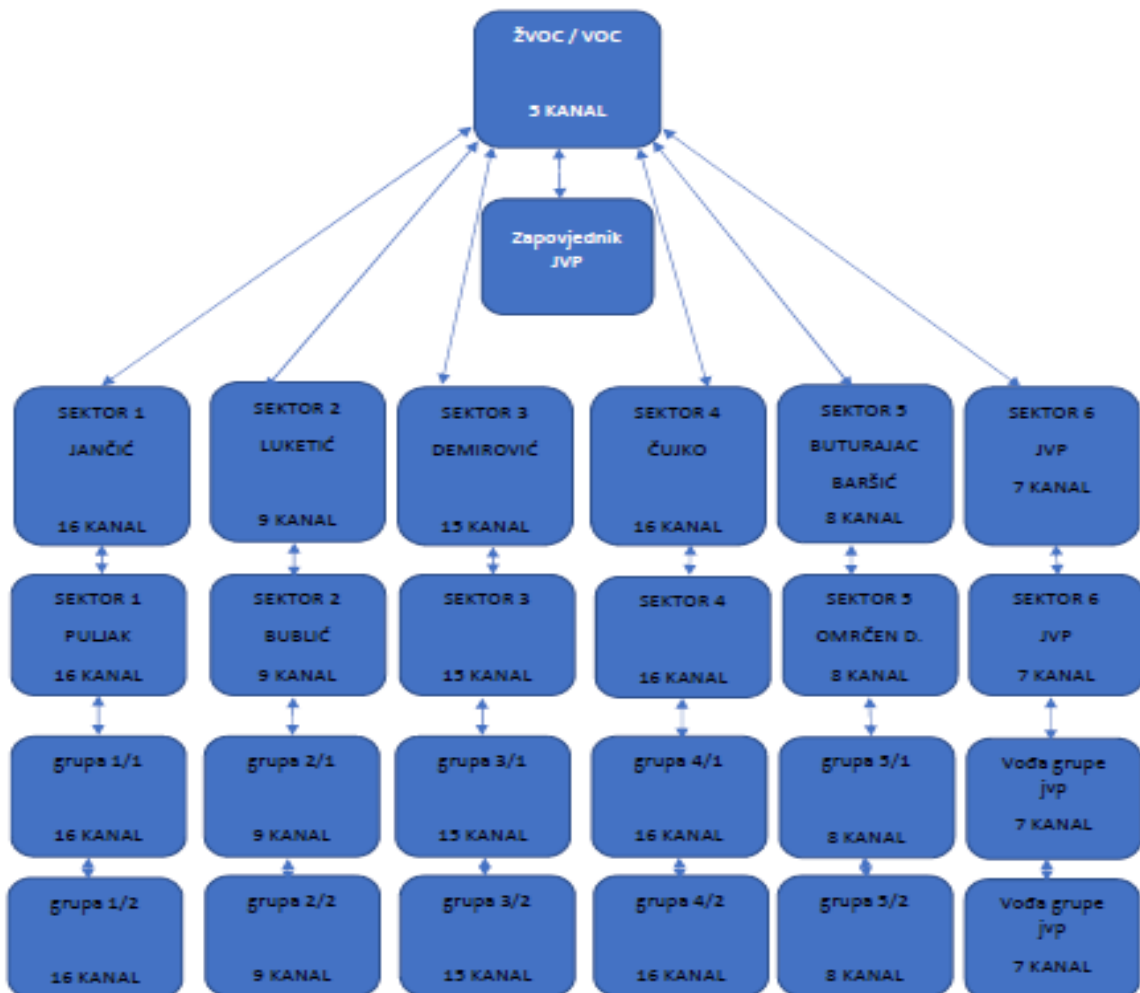 ŽVOC / VOC
5 KANAL
Zapovjednik
JVP
SEKTOR 1
JANČIĆ
16 KANAL
SEKTOR 2
LUKETIĆ
9 KANAL
SEKTOR 3
DEMIROVIĆ
15 KANAL
SEKTOR 4
ČUJKO
16 KANAL
SEKTOR 5
BUTURAJAC
BARŠIĆ
8 KANAL
SEKTOR 6
JVP
7 KANAL
SEKTOR 1
PULJAK
16 KANAL
SEKTOR 2
BUBLIĆ
9 KANAL
SEKTOR 3
15 KANAL
SEKTOR 4
16 KANAL
SEKTOR 5
OMRČEN D.
8 KANAL
SEKTOR 6
JVP
7 KANAL
grupa 1/1
16 KANAL
grupa 2/1
9 KANAL
grupa 3/1
15 KANAL
grupa 4/1
16 KANAL
grupa 5/1
8 KANAL
Vođa grupe
jvp
7 KANAL
grupa 1/2
16 KANAL
grupa 2/2
9 KANAL
grupa 3/2
15 KANAL
grupa 4/2
16 KANAL
grupa 5/2
8 KANAL
Vođa grupe
jvp
7 KANAL